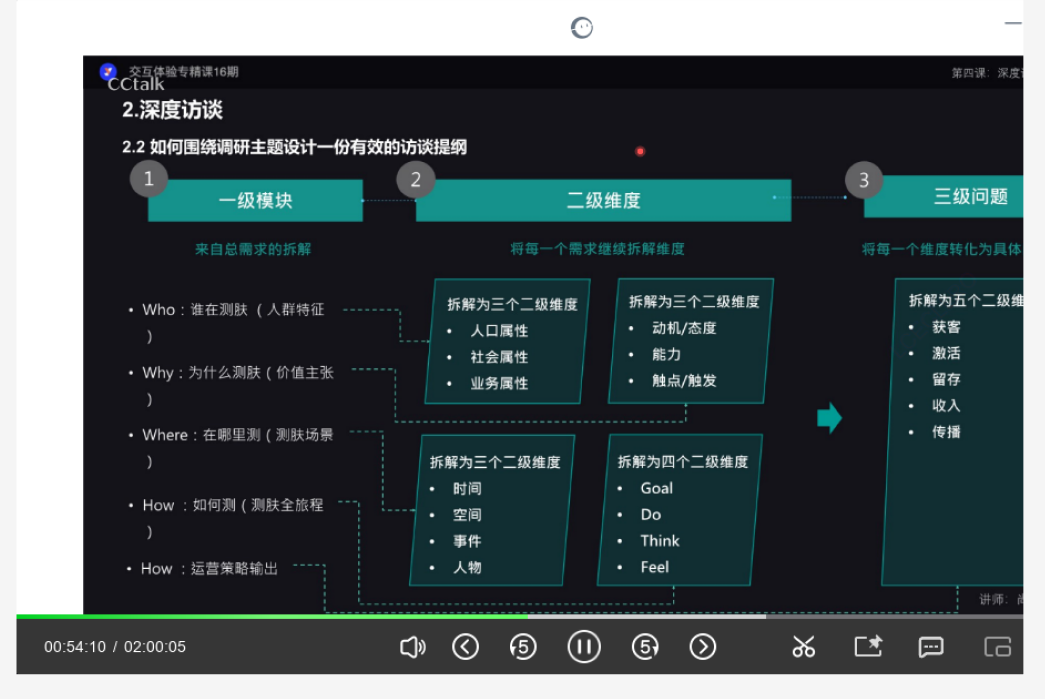 交互体验专精课16期
CCtalk
第四课: 深度
2.深度访谈
2.2 如何围绕调研主题设计一份有效的访谈提纲
1
一级模块
2
二级维度
3
三级问题
来自总需求的拆解
将每一个需求继续拆解维度
将每一个维度转化为具体
• Who：谁在测肤（人群特征
）
• Why：为什么测肤（价值主张
）
• Where：在哪里测（测肤场景
）
• How ：如何测（测肤全旅程
）
• How ：运营策略输出
拆解为三个二级维度
• 人口属性
• 社会属性
• 业务属性
拆解为三个二级维度
• 动机/态度
• 能力
• 触点/触发
拆解为三个二级维度
• 时间
• 空间
• 事件
• 人物
拆解为四个二级维度
• Goal
• Do
• Think
• Feel
拆解为五个二级维
• 获客
• 激活
• 留存
• 收入
• 传播
讲师:
00:54:10 / 02:00:05
5
5